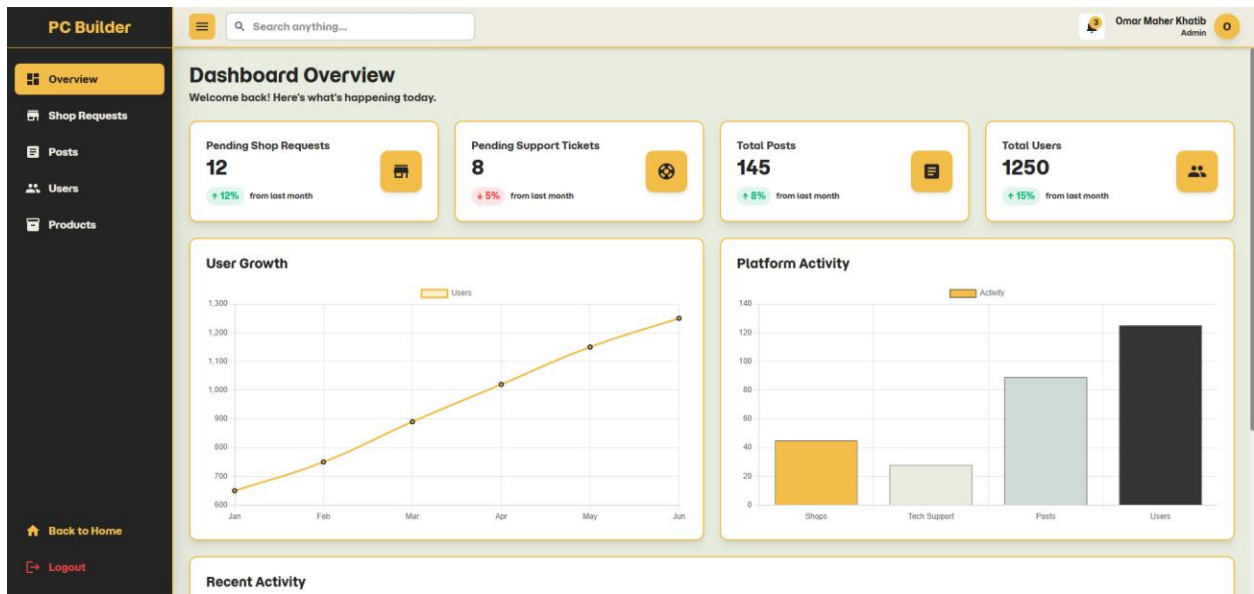 PC Builder
Search anything...
3
Omar Maher Khatib
Admin
O
Overview
Shop Requests
Posts
Users
Products
Back to Home
Logout
Dashboard Overview
Welcome back! Here's what's happening today.
Pending Shop Requests
12
↑ 12% from last month
Pending Support Tickets
8
↓ 5% from last month
Total Posts
145
↑ 8% from last month
Total Users
1250
↑ 15% from last month
User Growth
Users
1,300
1,200
1,100
1,000
900
800
700
600
Jan Feb Mar Apr May Jun
Platform Activity
Activity
140
120
100
80
60
40
20
0
Shops Tech Support Posts Users
Recent Activity